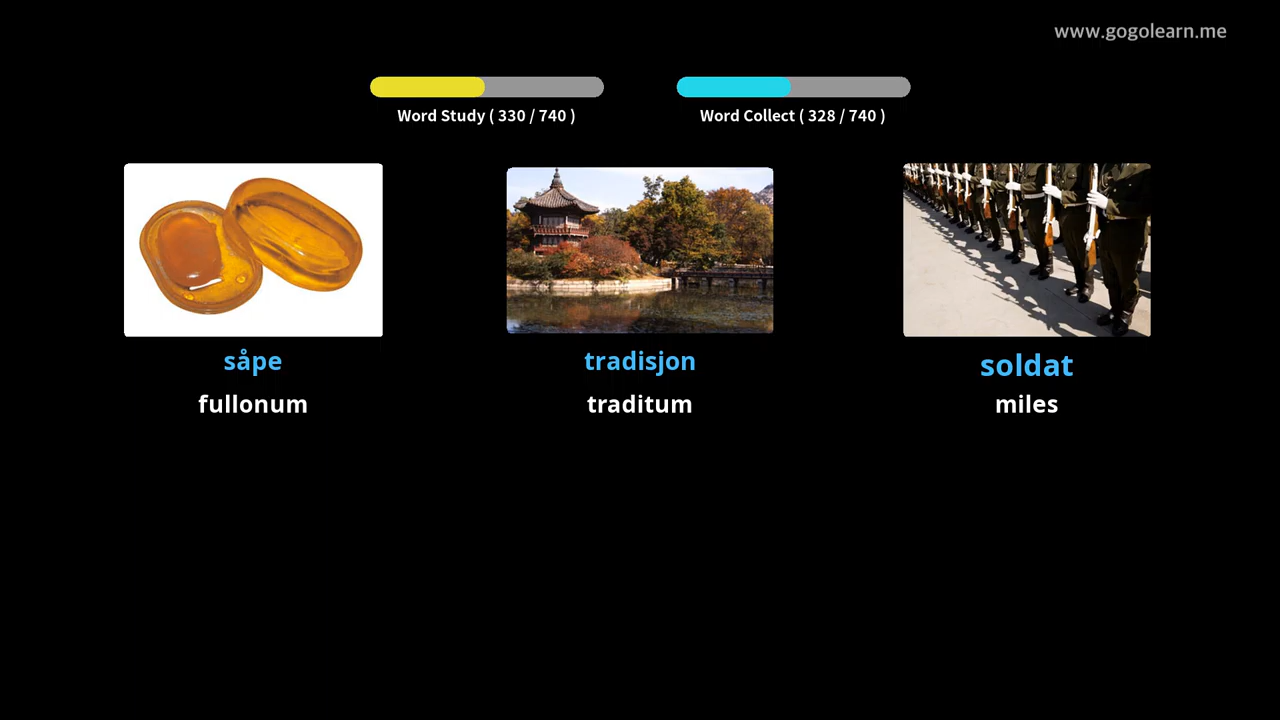 www.gogolearn.me
Word Study ( 330 / 740 )
Word Collect ( 328 / 740 )
såpe
tradisjon
soldat
fullonum
traditum
miles